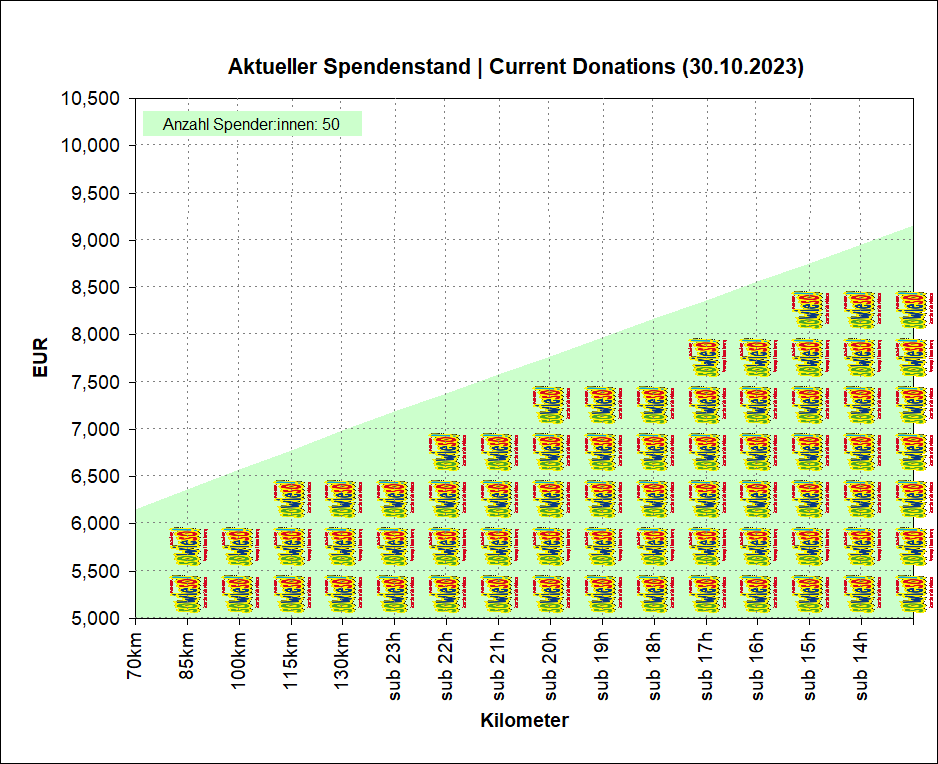 Aktueller Spendenstand | Current Donations (30.10.2023)
10,500
Anzahl Spender:innen: 50
10,000
9,500
9,000
8,500
8,000
7,500
7,000
6,500
6,000
5,500
5,000
EUR
70km
85km
100km
115km
130km
sub 23h
sub 22h
sub 21h
sub 20h
sub 19h
sub 18h
sub 17h
sub 16h
sub 15h
sub 14h
Kilometer